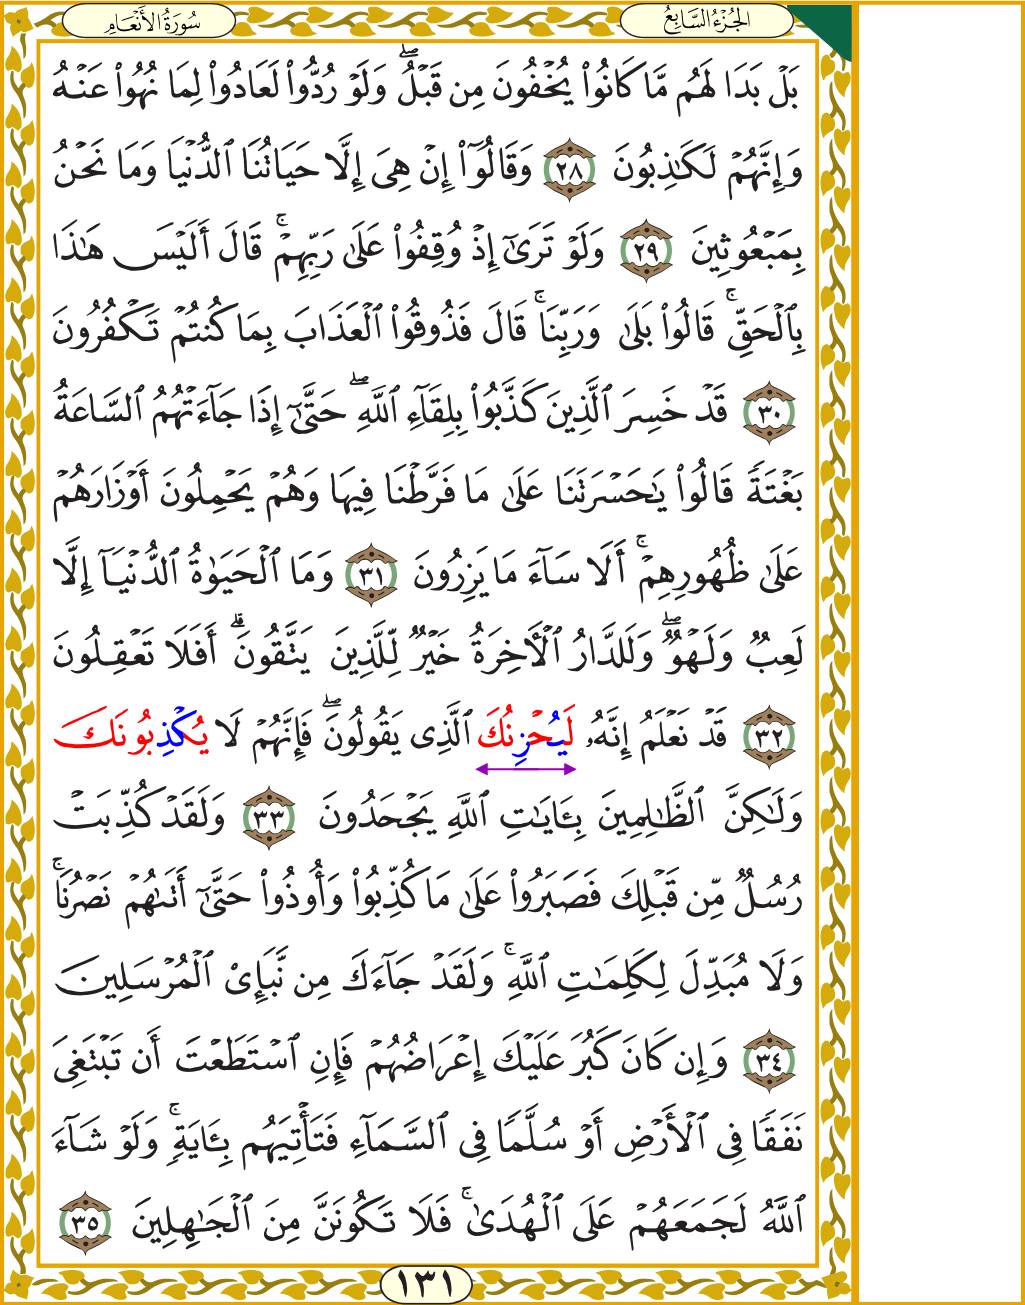 الجُزْءُ السَّابِعُ
سُورَةُ الأَنْعَامِ
بَلْ بَدَا لَهُم مَّا كَانُوا۟ يُخْفُونَ مِن قَبْلُ ۖ وَلَوْ رُدُّوا۟ لَعَادُوا۟ لِمَا نُهُوا۟ عَنْهُ
وَإِنَّهُمْ لَكَـٰذِبُونَ ٢٨ وَقَالُوٓا۟ إِنْ هِىَ إِلَّا حَيَاتُنَا ٱلدُّنْيَا وَمَا نَحْنُ
بِمَبْعُوثِينَ ٢٩ وَلَوْ تَرَىٰٓ إِذْ وُقِفُوا۟ عَلَىٰ رَبِّهِمْ ۚ قَالَ أَلَيْسَ هَـٰذَا
بِٱلْحَقِّ ۚ قَالُوا۟ بَلَىٰ وَرَبِّنَا ۚ قَالَ فَذُوقُوا۟ ٱلْعَذَابَ بِمَا كُنتُمْ تَكْفُرُونَ
٣٠ قَدْ خَسِرَ ٱلَّذِينَ كَذَّبُوا۟ بِلِقَآءِ ٱللَّهِ ۖ حَتَّىٰٓ إِذَا جَآءَتْهُمُ ٱلسَّاعَةُ
بَغْتَةً قَالُوا۟ يَـٰحَسْرَتَنَا عَلَىٰ مَا فَرَّطْنَا فِيهَا وَهُمْ يَحْمِلُونَ أَوْزَارَهُمْ
عَلَىٰ ظُهُورِهِمْ ۚ أَلَا سَآءَ مَا يَزِرُونَ ٣١ وَمَا ٱلْحَيَوٰةُ ٱلدُّنْيَآ إِلَّا
لَعِبٌ وَلَهْوٌ ۖ وَلَلدَّارُ ٱلْـَٔاخِرَةُ خَيْرٌ لِّلَّذِينَ يَتَّقُونَ ۗ أَفَلَا تَعْقِلُونَ
٣٢ قَدْ نَعْلَمُ إِنَّهُۥ لَيُحْزِنُكَ ٱلَّذِى يَقُولُونَ ۖ فَإِنَّهُمْ لَا يُكْذِبُونَكَ
وَلَـٰكِنَّ ٱلظَّـٰلِمِينَ بِـَٔايَـٰتِ ٱللَّهِ يَجْحَدُونَ ٣٣ وَلَقَدْ كُذِّبَتْ
رُسُلٌ مِّن قَبْلِكَ فَصَبَرُوا۟ عَلَىٰ مَا كُذِّبُوا۟ وَأُوذُوا۟ حَتَّىٰٓ أَتَىٰهُمْ نَصْرُنَا ۚ
وَلَا مُبَدِّلَ لِكَلِمَـٰتِ ٱللَّهِ ۚ وَلَقَدْ جَآءَكَ مِن نَّبَإِى۟ ٱلْمُرْسَلِينَ
٣٤ وَإِن كَانَ كَبُرَ عَلَيْكَ إِعْرَاضُهُمْ فَإِنِ ٱسْتَطَعْتَ أَن تَبْتَغِىَ
نَفَقًا فِى ٱلْأَرْضِ أَوْ سُلَّمًا فِى ٱلسَّمَآءِ فَتَأْتِيَهُم بِـَٔايَةٍ ۚ وَلَوْ شَآءَ
ٱللَّهُ لَجَمَعَهُمْ عَلَى ٱلْهُدَىٰ ۚ فَلَا تَكُونَنَّ مِنَ ٱلْجَـٰهِلِينَ ٣٥
١٣١